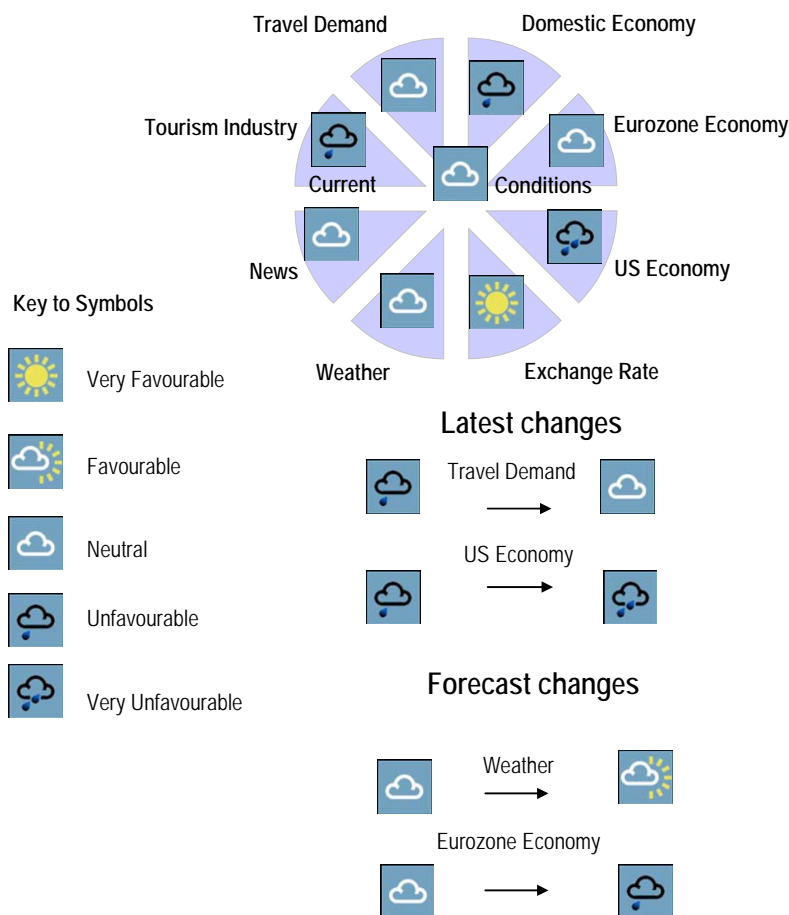 Travel Demand
Domestic Economy
Tourism Industry
Eurozone Economy
Current
Conditions
News
US Economy
Weather
Exchange Rate
Key to Symbols
Very Favourable
Favourable
Neutral
Unfavourable
Very Unfavourable
Latest changes
Travel Demand
US Economy
Forecast changes
Weather
Eurozone Economy